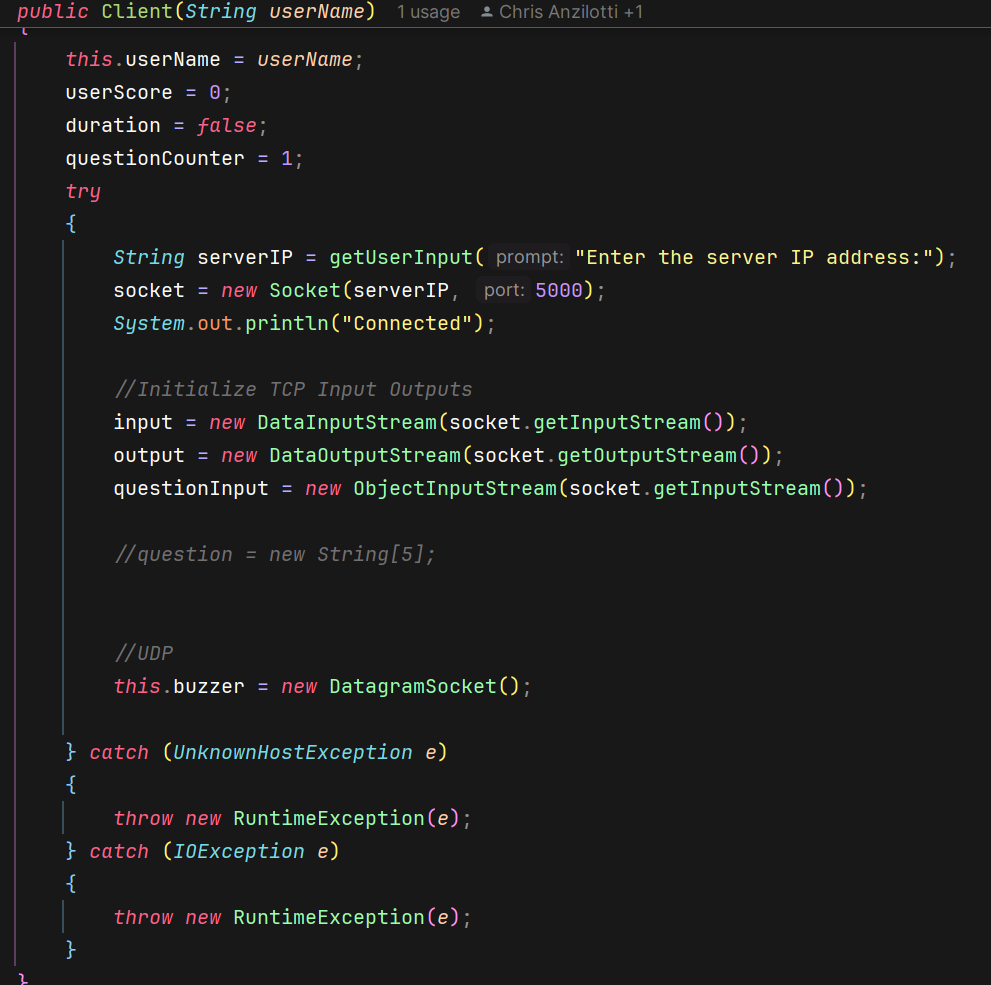 public Client(String userName) 1 usage Chris Anzilotti +1
{
this.userName = userName;
userScore = 0;
duration = false;
questionCounter = 1;
try
{
String serverIP = getUserInput( prompt: "Enter the server IP address:");
socket = new Socket(serverIP, port: 5000);
System.out.println("Connected");
//Initialize TCP Input Outputs
input = new DataInputStream(socket.getInputStream());
output = new DataOutputStream(socket.getOutputStream());
questionInput = new ObjectInputStream(socket.getInputStream());
//question = new String[5];
//UDP
this.buzzer = new DatagramSocket();
} catch (UnknownHostException e)
{
throw new RuntimeException(e);
} catch (IOException e)
{
throw new RuntimeException(e);
}
}